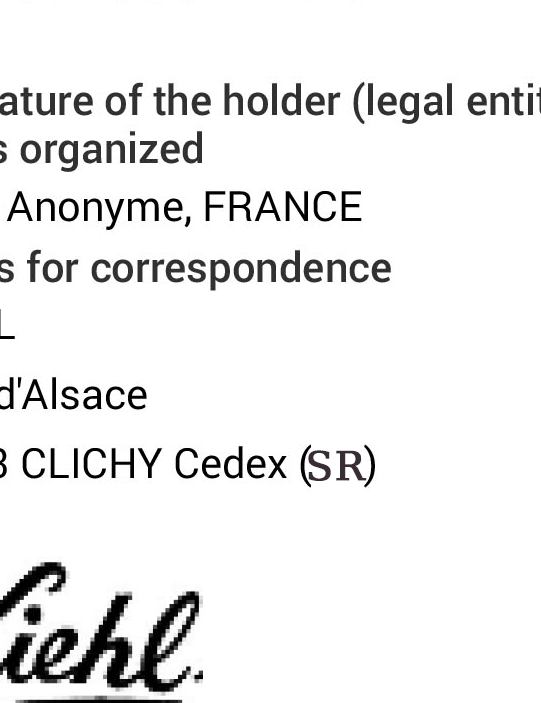 ature of the holder (legal entit
s organized
Anonyme, FRANCE
s for correspondence
L
d'Alsace
3 CLICHY Cedex (SR)
iehl.